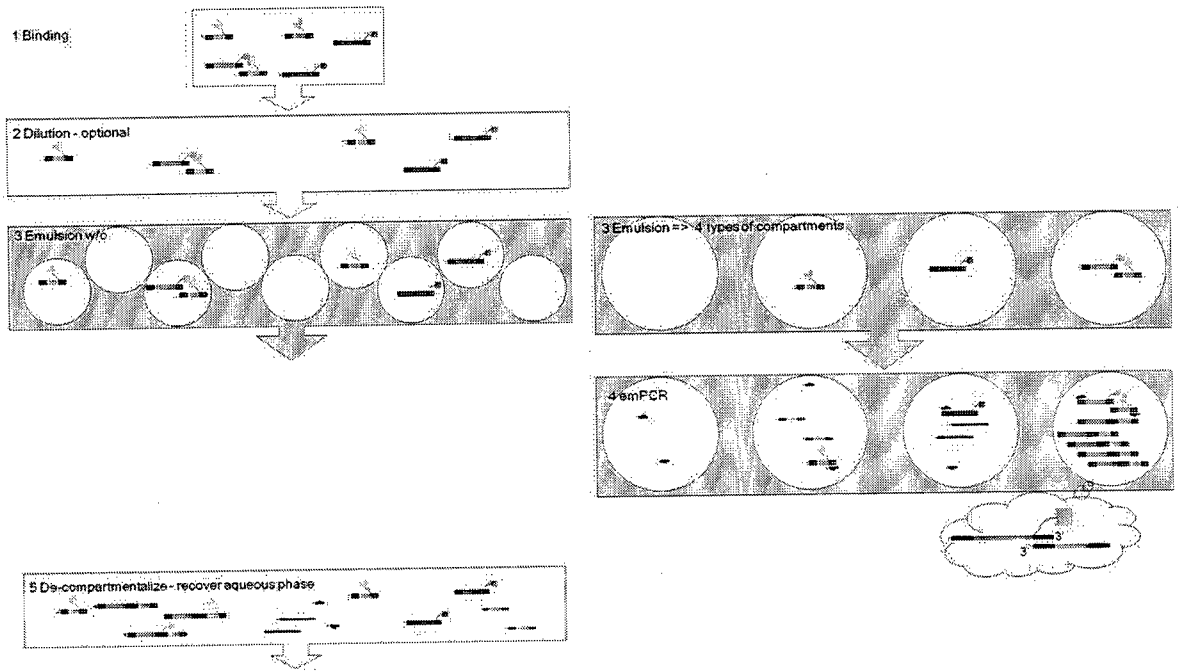 1 Binding
2 Dilution - optional
3 Emulsion w/o
3 Emulsion => 4 types of compartments
4 emPCR
3'
3'
5 De-compartmentalize - recover aqueous phase